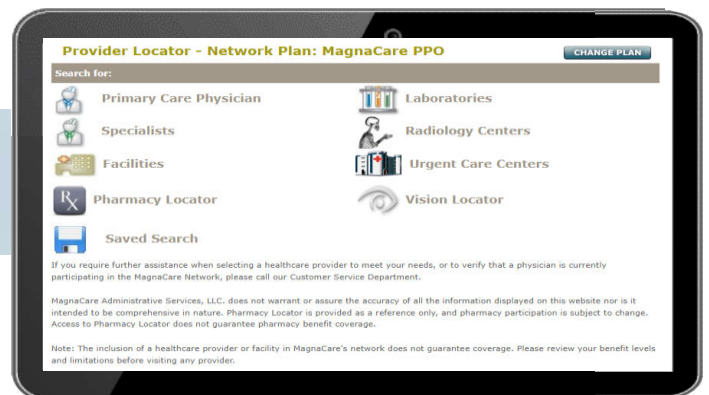 Provider Locator - Network Plan: MagnaCare PPO
CHANGE PLAN
Search for:
Primary Care Physician
Laboratories
Specialists
Radiology Centers
Facilities
Urgent Care Centers
Rx
Pharmacy Locator
Vision Locator
Saved Search
If you require further assistance when selecting a healthcare provider to meet your needs, or to verify that a physician is currently
participating in the MagnaCare Network, please call our Customer Service Department.
MagnaCare Administrative Services, LLC. does not warrant or assure the accuracy of all the information displayed on this website nor is it
intended to be comprehensive in nature. Pharmacy Locator is provided as a reference only, and pharmacy participation is subject to change.
Access to Pharmacy Locator does not guarantee pharmacy benefit coverage.
Note: The inclusion of a healthcare provider or facility in MagnaCare's network does not guarantee coverage. Please review your benefit levels
and limitations before visiting any provider.